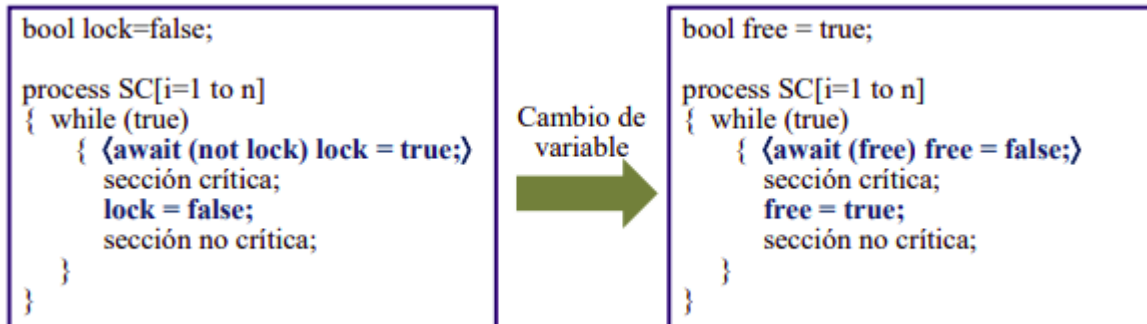 bool lock=false;
process SC[i=1 to n]
{ while (true)
{ ⟨await (not lock) lock = true;⟩
sección crítica;
lock = false;
sección no crítica;
}
}
Cambio de
variable
bool free = true;
process SC[i=1 to n]
{ while (true)
{ ⟨await (free) free = false;⟩
sección crítica;
free = true;
sección no crítica;
}
}